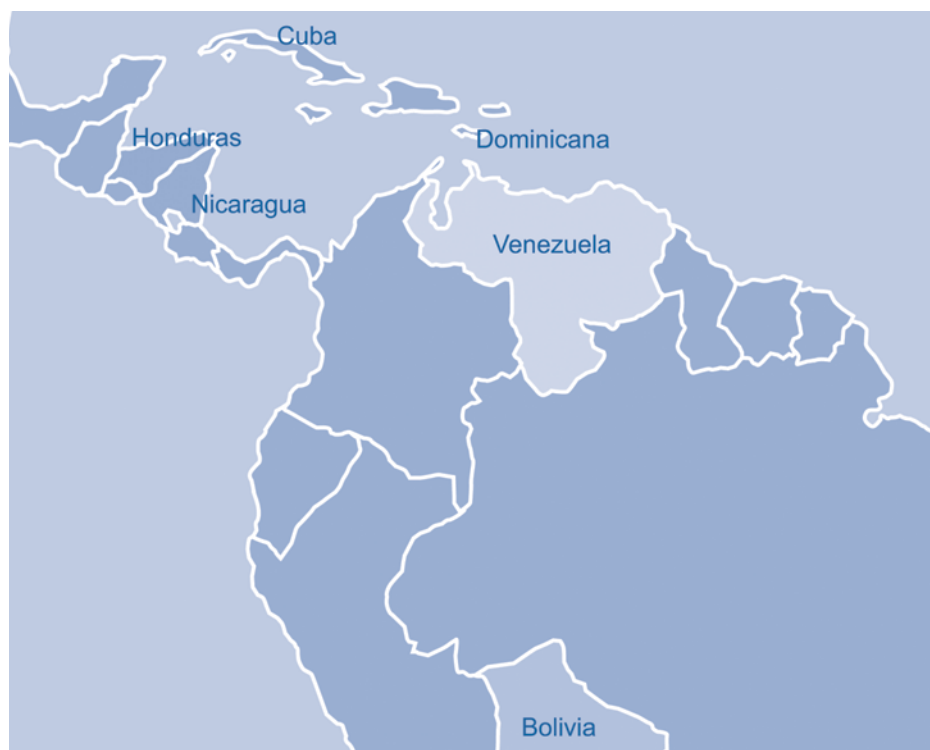 Cuba
Honduras
Dominicana
Nicaragua
Venezuela
Bolivia